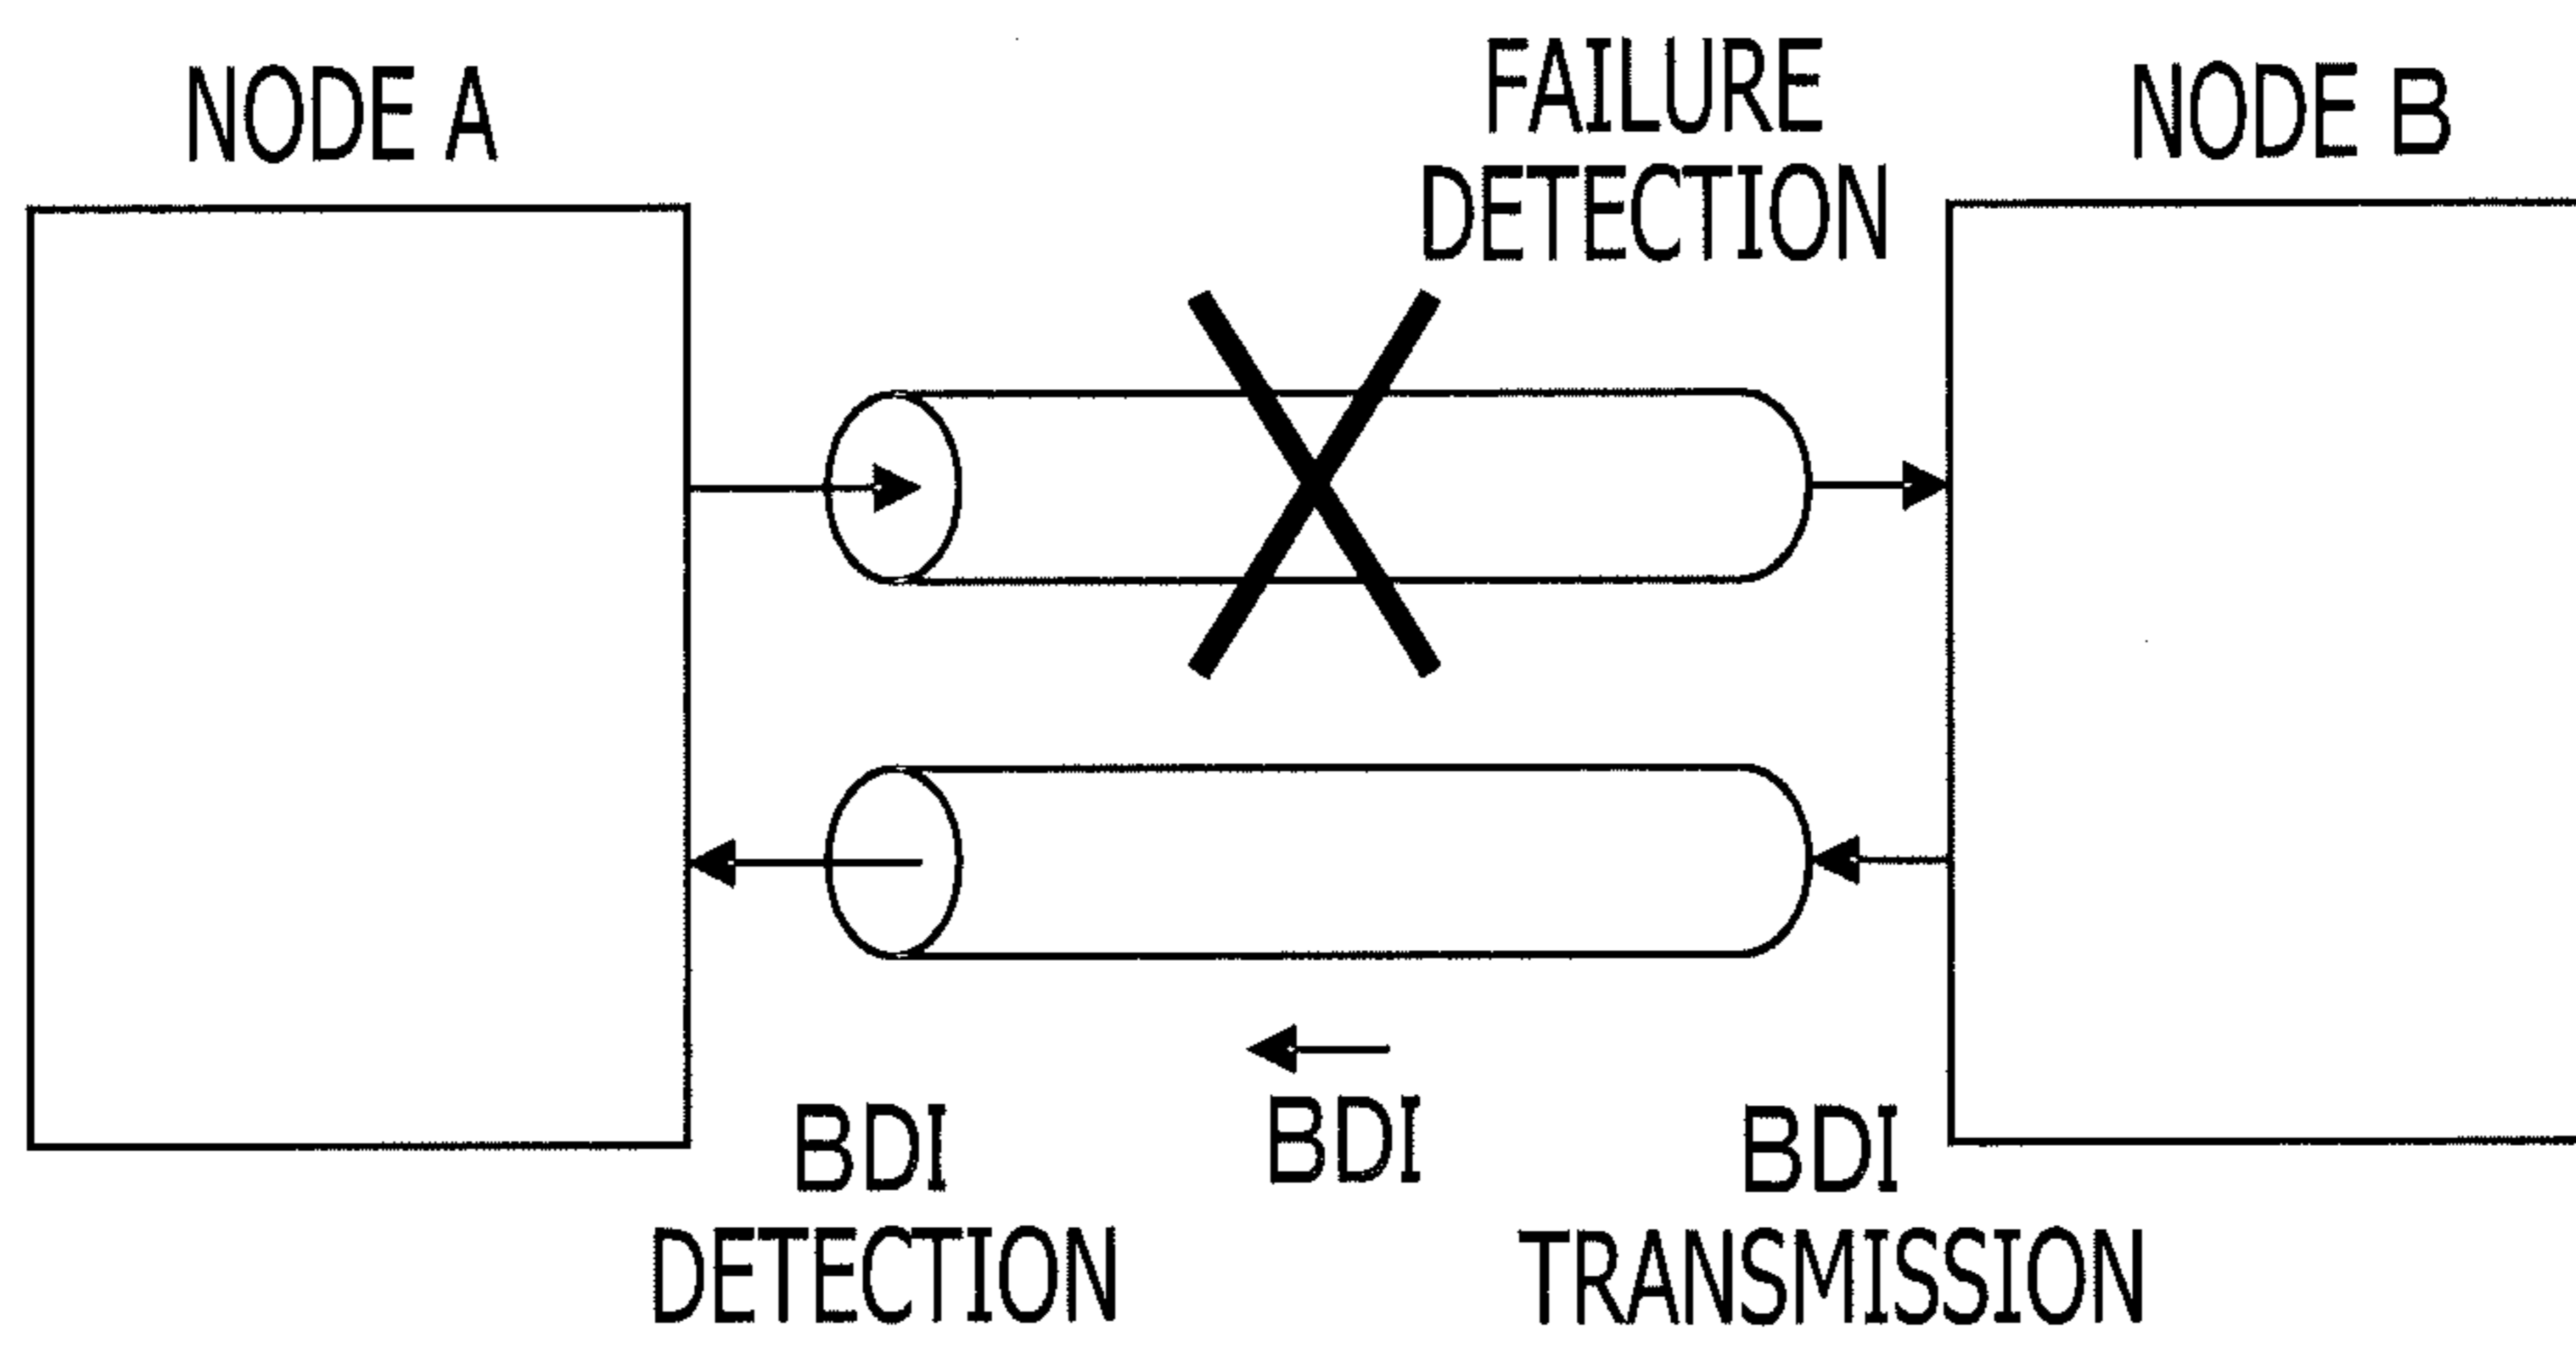 NODE A
FAILURE
DETECTION
NODE B
BDI
DETECTION
BDI
BDI
TRANSMISSION